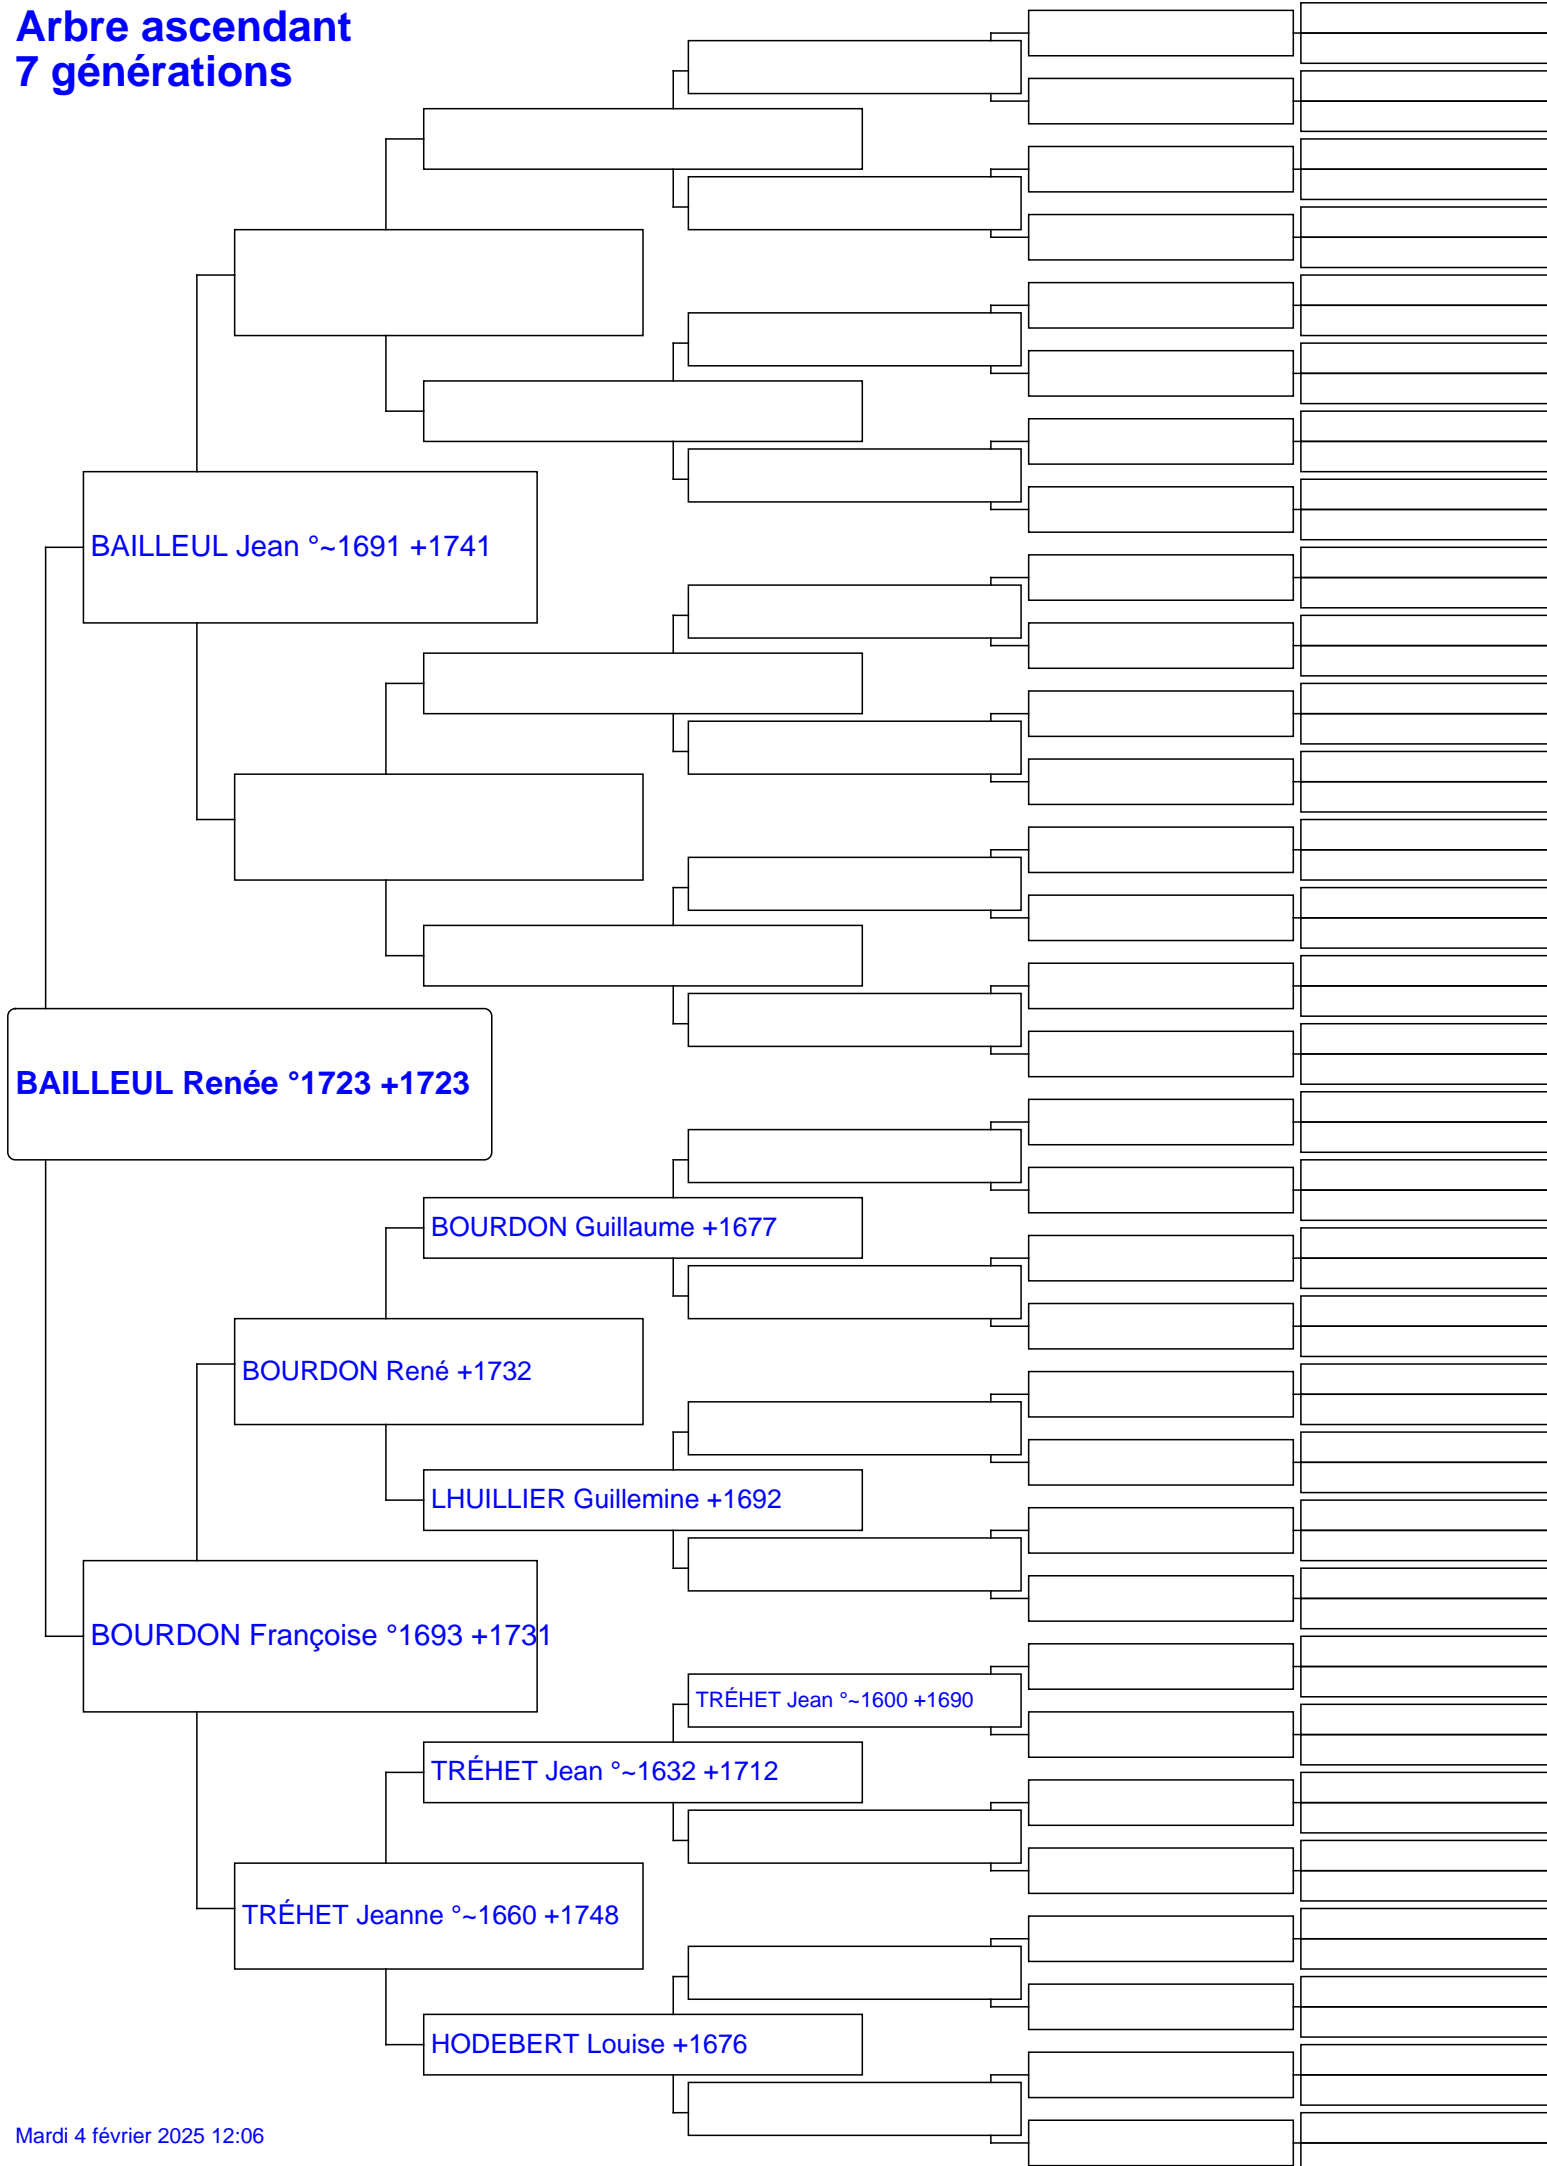 Arbre ascendant
7 générations
BAILLEUL Jean °~1691 +1741
BAILLEUL Renée °1723 +1723
BOURDON Guillaume +1677
BOURDON René +1732
LHUILLIER Guillemine +1692
BOURDON Françoise °1693 +1731
TRÉHET Jean °~1600 +1690
TRÉHET Jean °~1632 +1712
TRÉHET Jeanne °~1660 +1748
HODEBERT Louise +1676
Mardi 4 février 2025 12:06